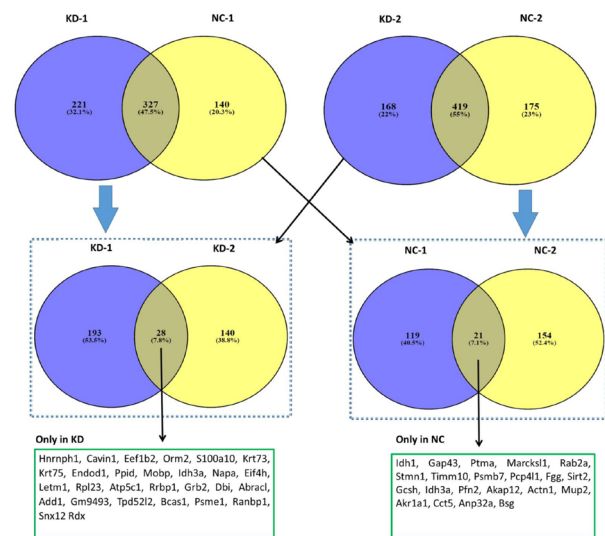 KD-1 NC-1 KD-2 NC-2
221 327 140 168 419 175
(32.1%) (47.5%) (20.3%) (22%) (55%) (23%)
KD-1 KD-2 NC-1 NC-2
193 28 140 119 21 154
(53.5%) (7.8%) (38.8%) (40.5%) (7.1%) (52.4%)
Only in KD
Hnrnph1, Cavin1, Eef1b2, Orm2, S100a10, Krt73,
Krt75, Endod1, Ppid, Mobp, Idh3a, Napa, Eif4h,
Letm1, Rpl23, Atp5c1, Rrbp1, Grb2, Dbi, Abracl,
Add1, Gm9493, Tpd52l2, Bcas1, Psme1, Ranbp1,
Snx12 Rdx
Only in NC
Idh1, Gap43, Ptma, Marcksl1, Rab2a,
Stmn1, Timm10, Psmb7, Pcp4l1, Fgg, Sirt2,
Gcsh, Idh3a, Pfn2, Akap12, Actn1, Mup2,
Akr1a1, Cct5, Anp32a, Bsg